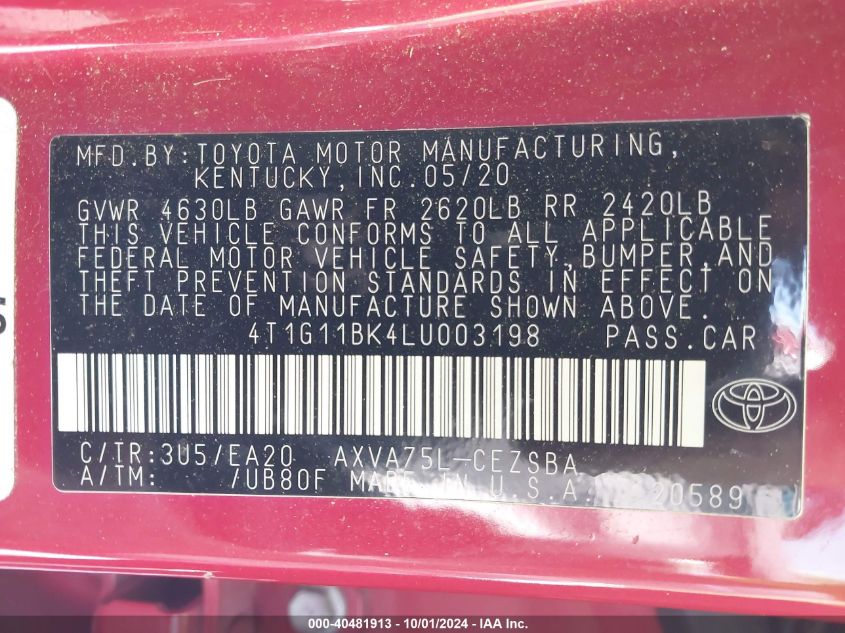 MFD.BY:TOYOTA MOTOR MANUFACTURING,
KENTUCKY,INC.05/20
GVWR 4630LB GAWR FR 2620LB RR 2420LB
THIS VEHICLE CONFORMS TO ALL APPLICABLE
FEDERAL MOTOR VEHICLE SAFETY,BUMPER,AND
THEFT PREVENTION STANDARDS IN EFFECT ON
THE DATE OF MANUFACTURE SHOWN ABOVE.
4T1G11BK4LU003198 PASS.CAR
C/TR:3U5/EA20 AXVA75L-CEZSBA
A/TM: /UB80F MADE IN U.S.A. 20589
000-40481913 - 10/01/2024 - IAA Inc.